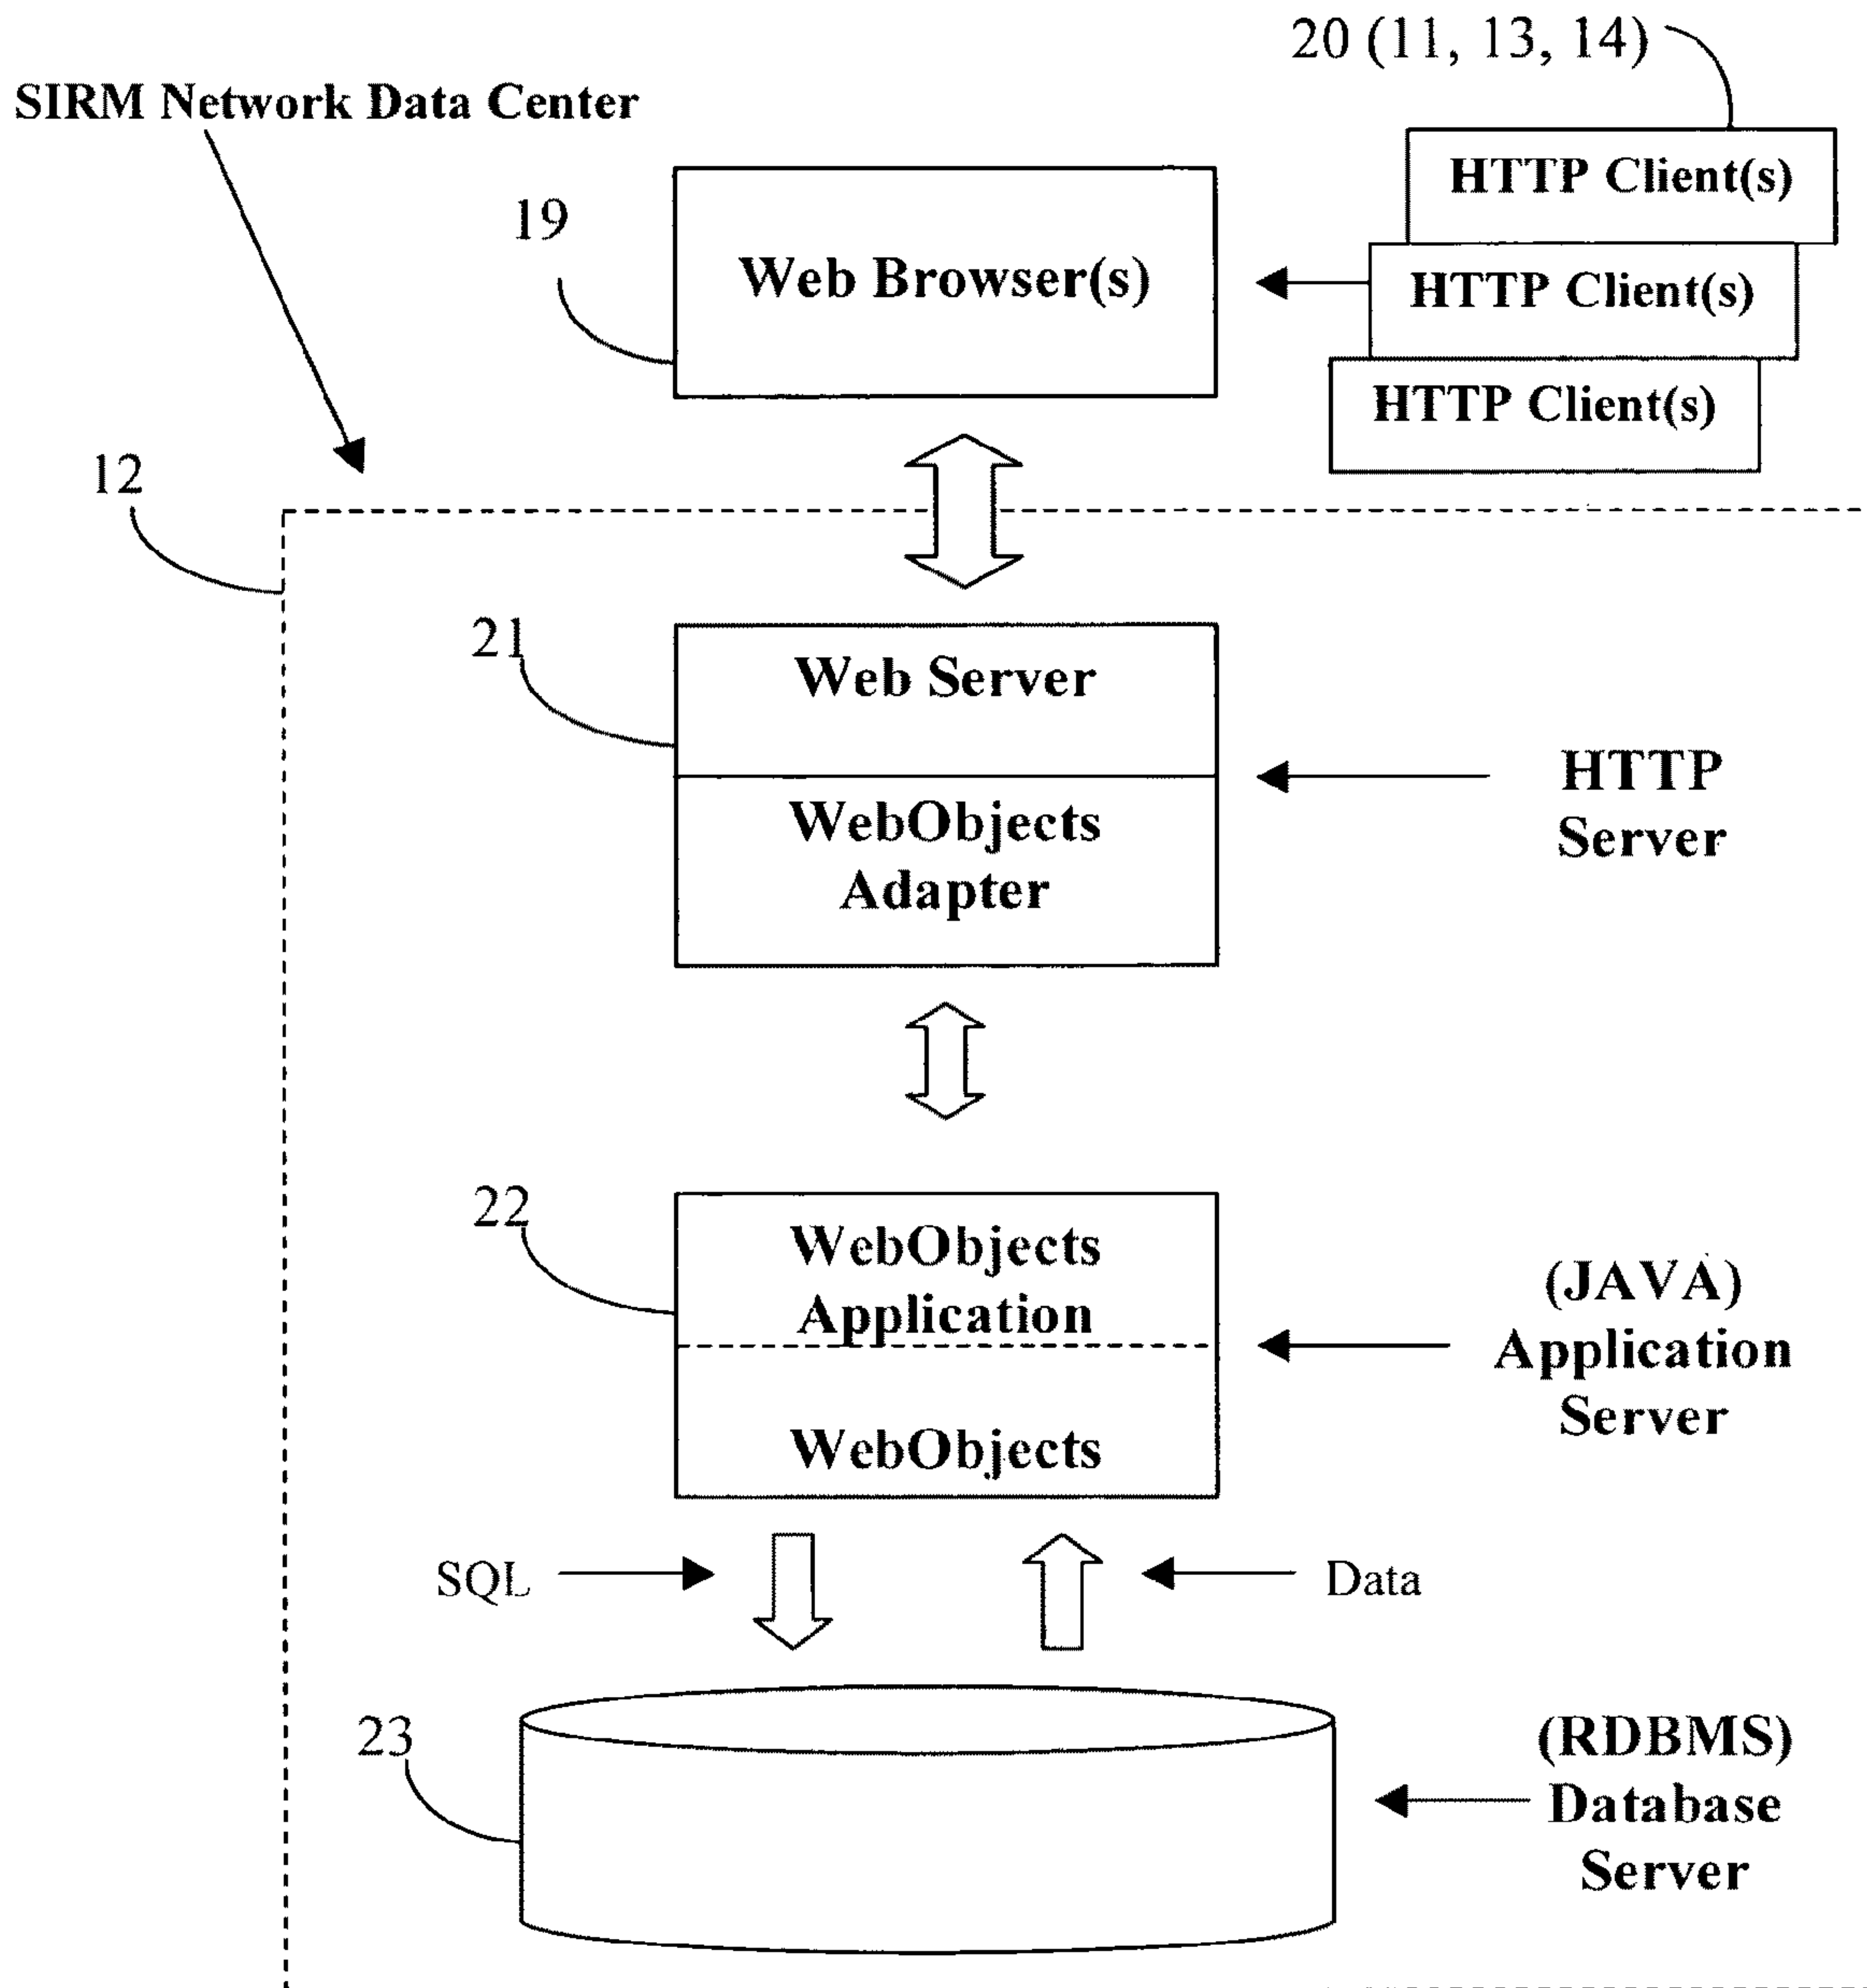 20 (11, 13, 14)
SIRM Network Data Center
HTTP Client(s)
19
Web Browser(s)
HTTP Client(s)
HTTP Client(s)
12
21
Web Server
HTTP
Server
WebObjects
Adapter
22
WebObjects
Application
(JAVA)
Application
Server
WebObjects
SQL
Data
23
(RDBMS)
Database
Server